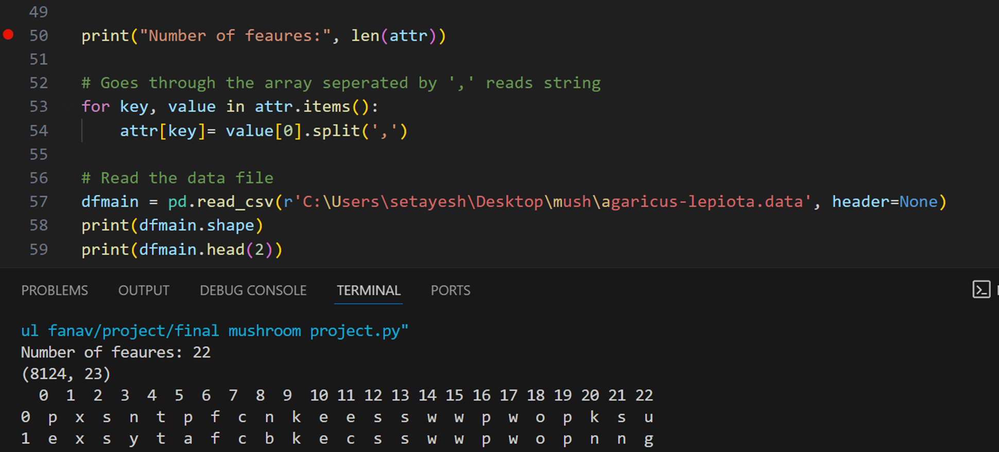 49
50 print("Number of feaures:", len(attr))
51
52 # Goes through the array seperated by ',' reads string
53 for key, value in attr.items():
54     attr[key]= value[0].split(',')
55
56 # Read the data file
57 dfmain = pd.read_csv(r'C:\Users\setayesh\Desktop\mush\agaricus-lepiota.data', header=None)
58 print(dfmain.shape)
59 print(dfmain.head(2))
PROBLEMS OUTPUT DEBUG CONSOLE TERMINAL PORTS
ul fanav/project/final mushroom project.py"
Number of feaures: 22
(8124, 23)
  0  1  2  3  4  5  6  7  8  9  10 11 12 13 14 15 16 17 18 19 20 21 22
0  p  x  s  n  t  p  f  c  n  k  e  e  s  s  w  w  p  w  o  p  k  s  u
1  e  x  s  y  t  a  f  c  b  k  e  c  s  s  w  w  p  w  o  p  n  n  g